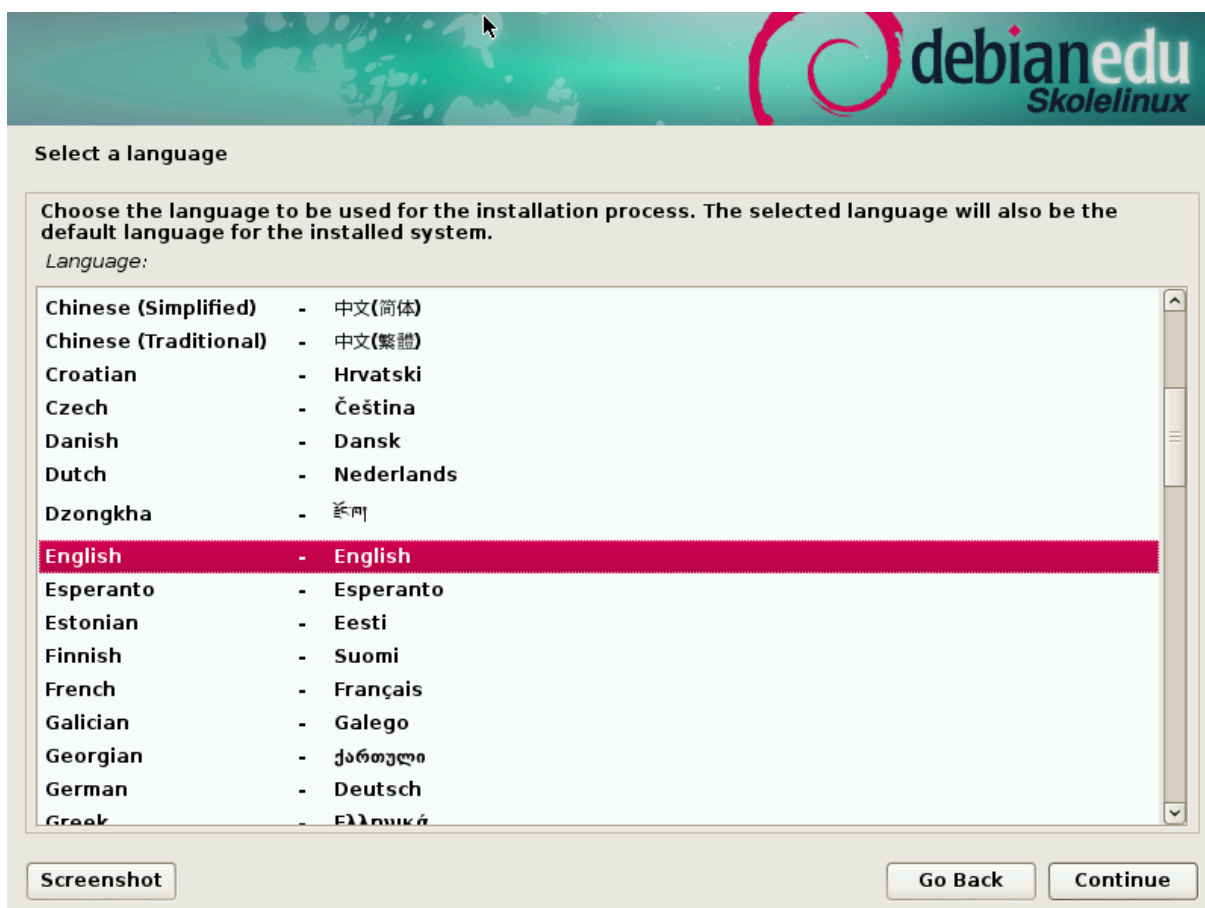 debianedu
Skolelinux
Select a language
Choose the language to be used for the installation process. The selected language will also be the
default language for the installed system.
Language:
Chinese (Simplified) - 中文(简体)
Chinese (Traditional) - 中文(繁體)
Croatian - Hrvatski
Czech - Čeština
Danish - Dansk
Dutch - Nederlands
Dzongkha - རྫོང་ཁ།
English - English
Esperanto - Esperanto
Estonian - Eesti
Finnish - Suomi
French - Français
Galician - Galego
Georgian - ქართული
German - Deutsch
Greek - Ελληνικά
Screenshot Go Back Continue